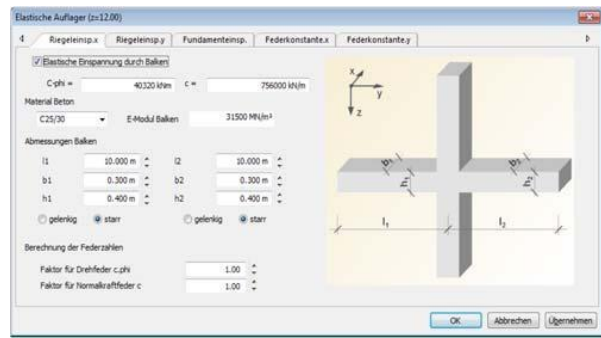 Elastische Auflager (z=12.00)
Riegeleinsp.x Riegeleinsp.y Fundamenteinsp. Federkonstante.x Federkonstante.y
Elastische Einspannung durch Balken
C-phi = 40320 kNm c = 756000 kN/m
Material Beton
C25/30 E-Modul Balken 31500 MN/m²
Abmessungen Balken
l1 10.000 m l2 10.000 m
b1 0.300 m b2 0.300 m
h1 0.400 m h2 0.400 m
gelenkig starr gelenkig starr
Berechnung der Federzahlen
Faktor für Drehfeder c.phi 1.00
Faktor für Normalkraftfeder c 1.00
x
y
z
b₁ b₂
h₁ h₂
l₁ l₂
OK Abbrechen Übernehmen